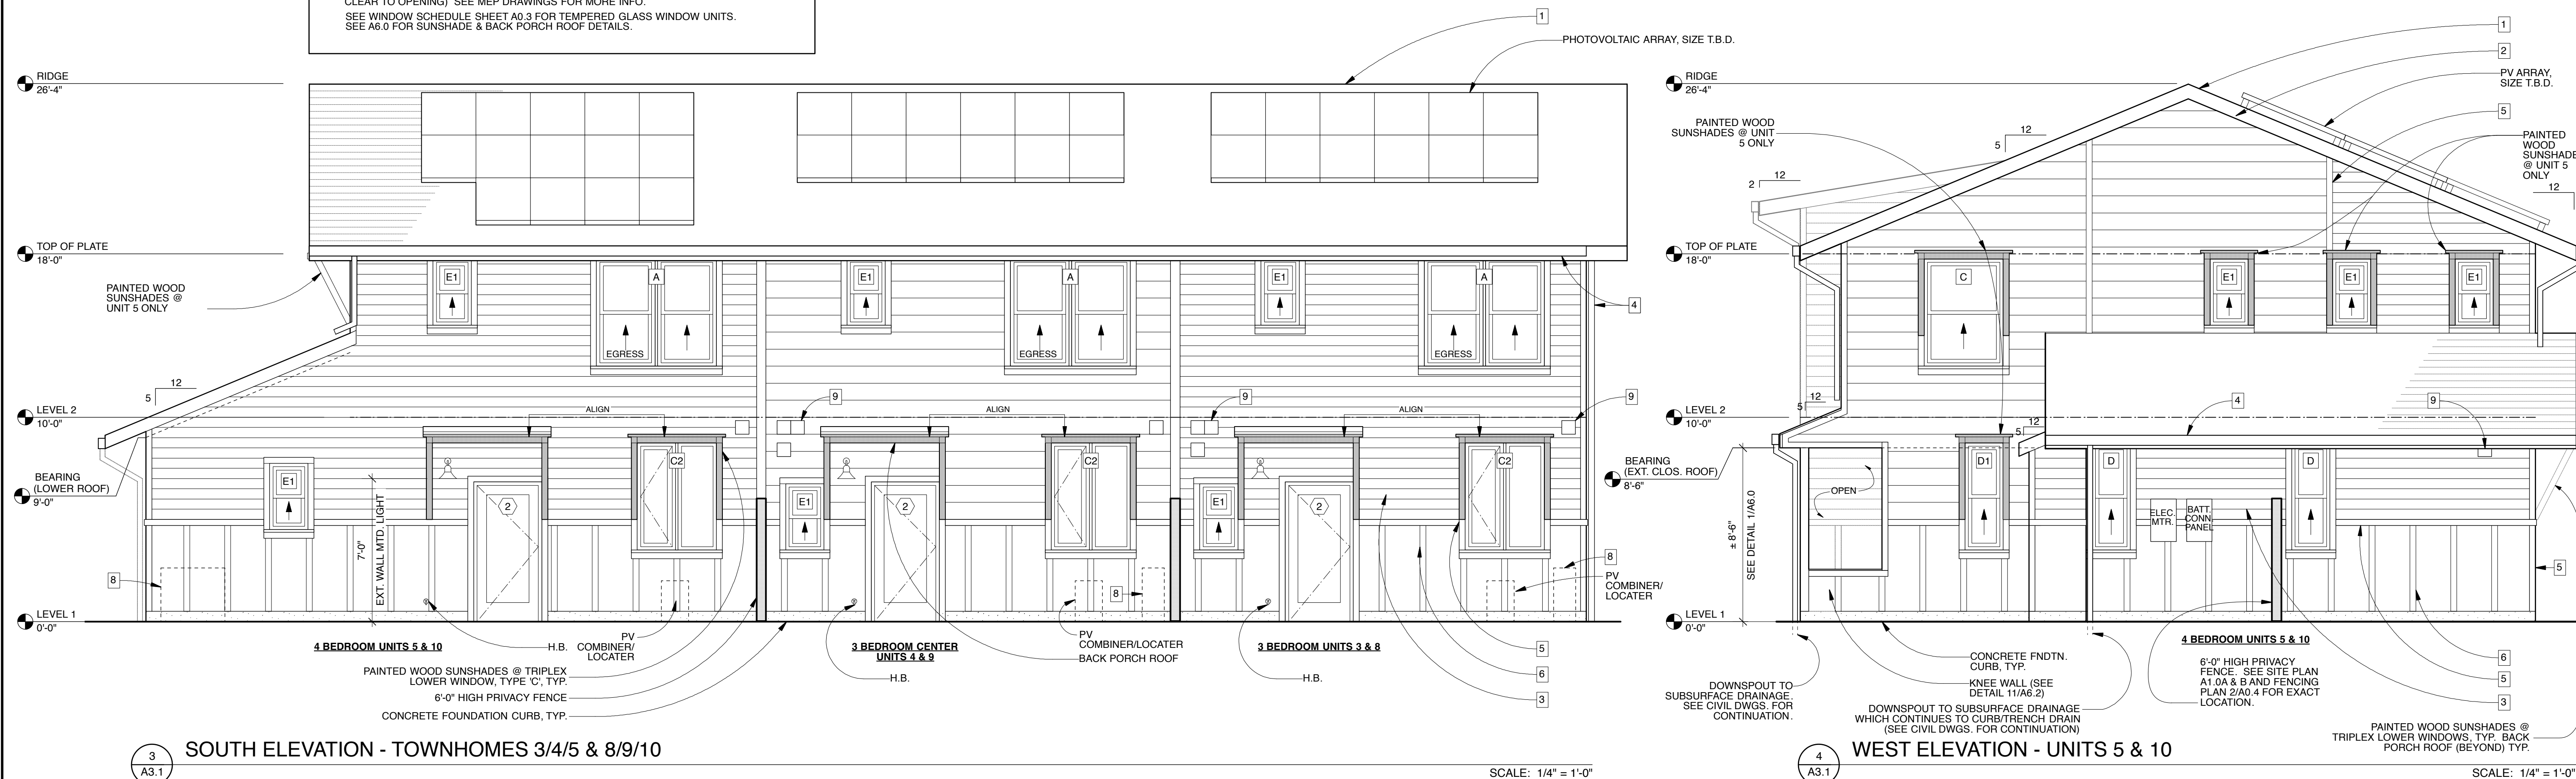 CLEAR TO OPENING) SEE MEP DRAWINGS FOR MORE INFO.
SEE WINDOW SCHEDULE SHEET A0.3 FOR TEMPERED GLASS WINDOW UNITS.
SEE A6.0 FOR SUNSHADE & BACK PORCH ROOF DETAILS.
1
PHOTOVOLTAIC ARRAY, SIZE T.B.D.
RIDGE
26'-4"
TOP OF PLATE
18'-0"
PAINTED WOOD
SUNSHADES @
UNIT 5 ONLY
E1
A
E1
A
E1
A
4
EGRESS
EGRESS
EGRESS
12
5
LEVEL 2
10'-0"
ALIGN
ALIGN
ALIGN
9
9
9
BEARING
(LOWER ROOF)
9'-0"
E1
C2
E1
C2
E1
C2
2
2
2
7'-0"
EXT. WALL MTD. LIGHT
8
8
8
PV
COMBINER/
LOCATER
LEVEL 1
0'-0"
4 BEDROOM UNITS 5 & 10
H.B.
PV
COMBINER/
LOCATER
3 BEDROOM CENTER
UNITS 4 & 9
PV
COMBINER/LOCATER
BACK PORCH ROOF
3 BEDROOM UNITS 3 & 8
H.B.
H.B.
5
6
3
PAINTED WOOD SUNSHADES @ TRIPLEX
LOWER WINDOW, TYPE 'C', TYP.
6'-0" HIGH PRIVACY FENCE
CONCRETE FOUNDATION CURB, TYP.
3
A3.1
SOUTH ELEVATION - TOWNHOMES 3/4/5 & 8/9/10
SCALE: 1/4" = 1'-0"
1
2
PV ARRAY,
SIZE T.B.D.
5
RIDGE
26'-4"
PAINTED WOOD
SUNSHADES @ UNIT
5 ONLY
12
5
PAINTED
WOOD
SUNSHADE
@ UNIT 5
ONLY
12
12
2
TOP OF PLATE
18'-0"
C
E1
E1
E1
LEVEL 2
10'-0"
12
5
12
5
4
9
BEARING
(EXT. CLOS. ROOF)
8'-6"
D1
D
D
OPEN
ELEC.
MTR.
BATT.
CONN.
PANEL
± 8'-6"
SEE DETAIL 1/A6.0
5
LEVEL 1
0'-0"
4 BEDROOM UNITS 5 & 10
6'-0" HIGH PRIVACY
FENCE. SEE SITE PLAN
A1.0A & B AND FENCING
PLAN 2/A0.4 FOR EXACT
LOCATION.
CONCRETE FNDTN.
CURB, TYP.
KNEE WALL (SEE
DETAIL 11/A6.2)
DOWNSPOUT TO
SUBSURFACE DRAINAGE.
SEE CIVIL DWGS. FOR
CONTINUATION.
DOWNSPOUT TO SUBSURFACE DRAINAGE
WHICH CONTINUES TO CURB/TRENCH DRAIN
(SEE CIVIL DWGS. FOR CONTINUATION)
6
5
3
PAINTED WOOD SUNSHADES @
TRIPLEX LOWER WINDOWS, TYP. BACK
PORCH ROOF (BEYOND) TYP.
4
A3.1
WEST ELEVATION - UNITS 5 & 10
SCALE: 1/4" = 1'-0"